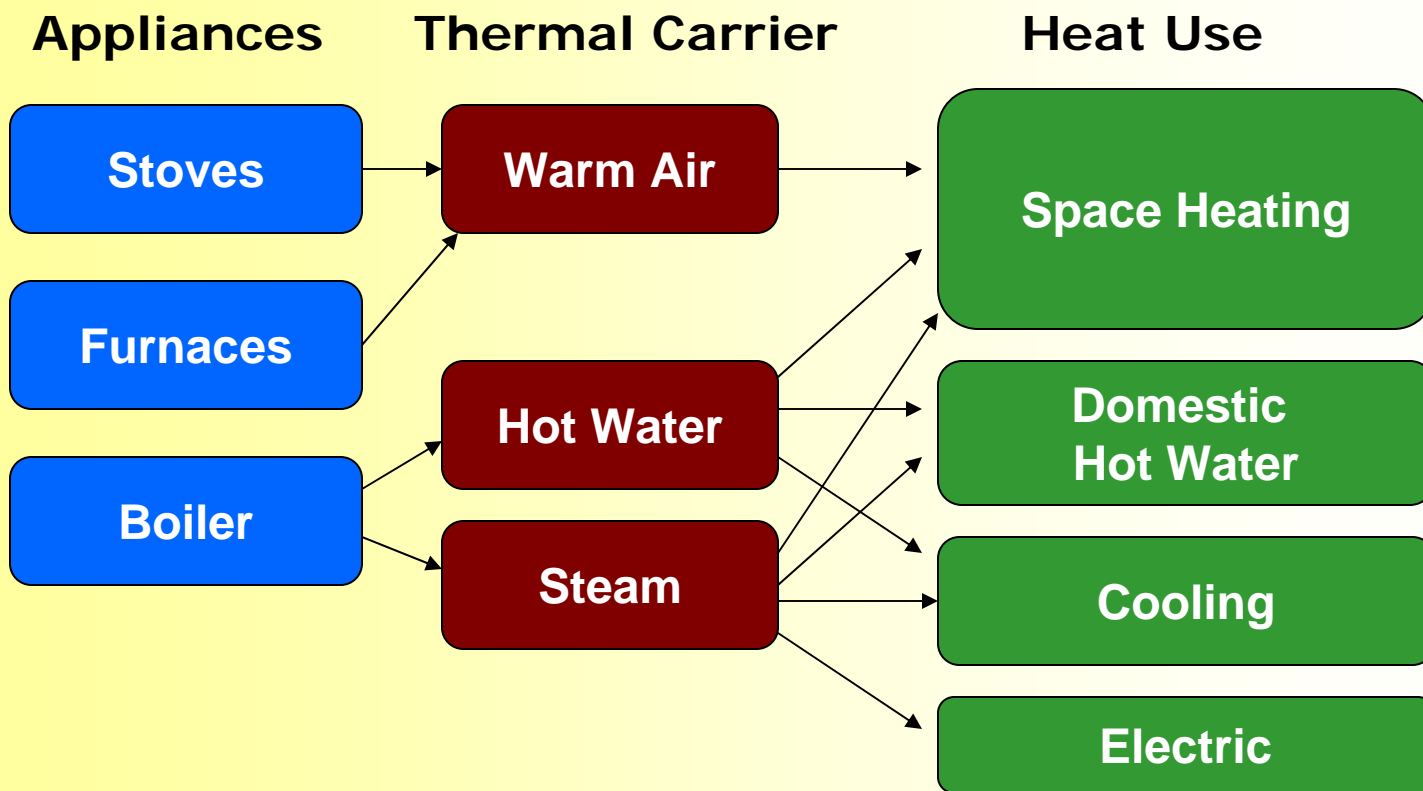 Appliances
Thermal Carrier
Heat Use
Stoves
Warm Air
Space Heating
Furnaces
Hot Water
Domestic
Hot Water
Boiler
Steam
Cooling
Electric